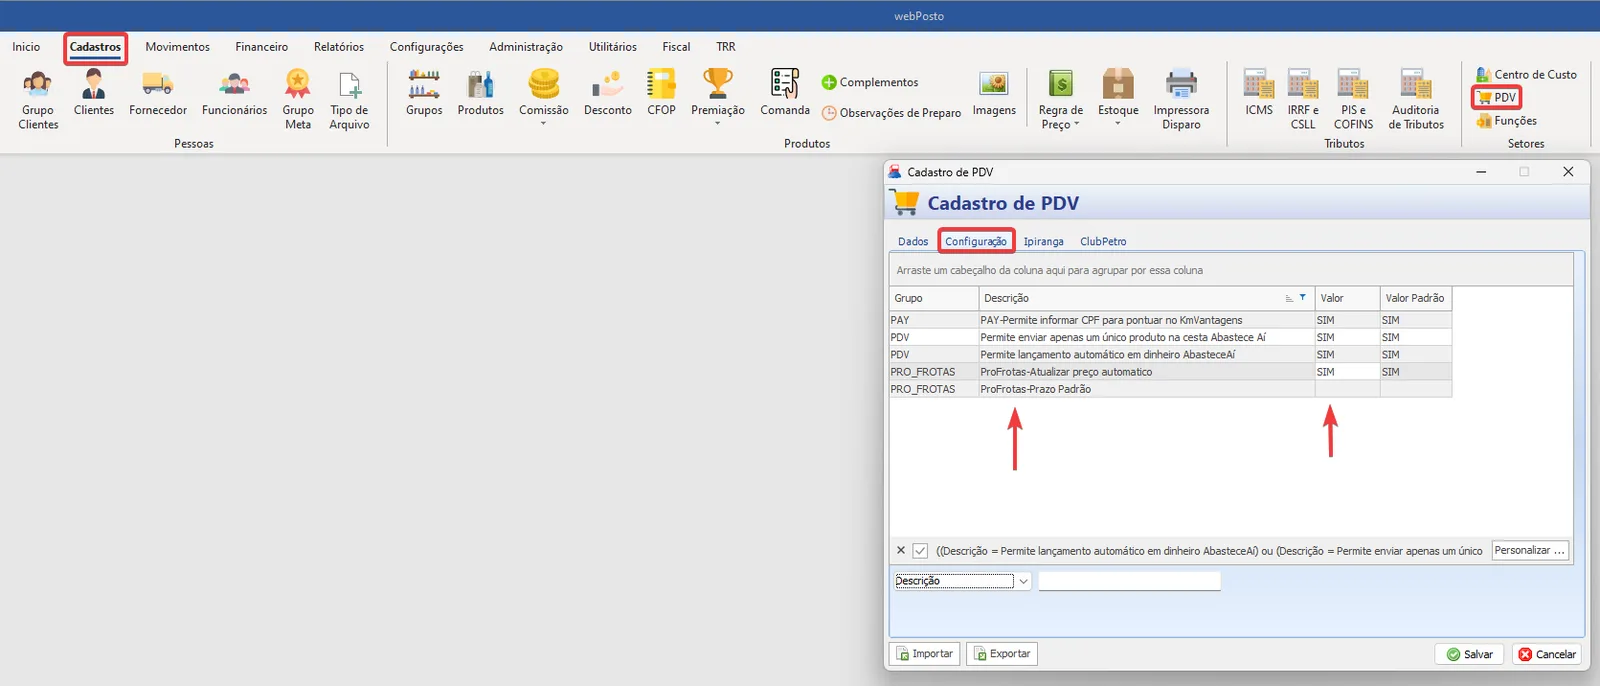 webPosto
Inicio Cadastros Movimentos Financeiro Relatórios Configurações Administração Utilitários Fiscal TRR
Grupo Clientes
Clientes
Fornecedor
Funcionários
Grupo Meta
Tipo de Arquivo
Pessoas
Grupos
Produtos
Comissão
Desconto
CFOP
Premiação
Comanda
Complementos
Observações de Preparo
Imagens
Regra de Preço
Estoque
Impressora Disparo
Produtos
ICMS
IRRF e CSLL
PIS e COFINS
Auditoria de Tributos
Tributos
Centro de Custo
PDV
Funções
Setores
Cadastro de PDV
Cadastro de PDV
Dados Configuração Ipiranga ClubPetro
Arraste um cabeçalho da coluna aqui para agrupar por essa coluna
Grupo Descrição Valor Valor Padrão
PAY PAY-Permite informar CPF para pontuar no KmVantagens SIM SIM
PDV Permite enviar apenas um único produto na cesta Abastece Aí SIM SIM
PDV Permite lançamento automático em dinheiro AbasteceAí SIM SIM
PRO_FROTAS ProFrotas-Atualizar preço automatico SIM SIM
PRO_FROTAS ProFrotas-Prazo Padrão
((Descrição = Permite lançamento automático em dinheiro AbasteceAí) ou (Descrição = Permite enviar apenas um único Personalizar ...
Descrição
Importar Exportar Salvar Cancelar